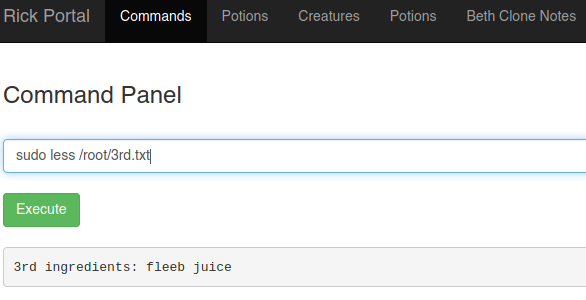 Rick Portal Commands Potions Creatures Potions Beth Clone Notes
Command Panel
sudo less /root/3rd.txt
Execute
3rd ingredients: fleeb juice